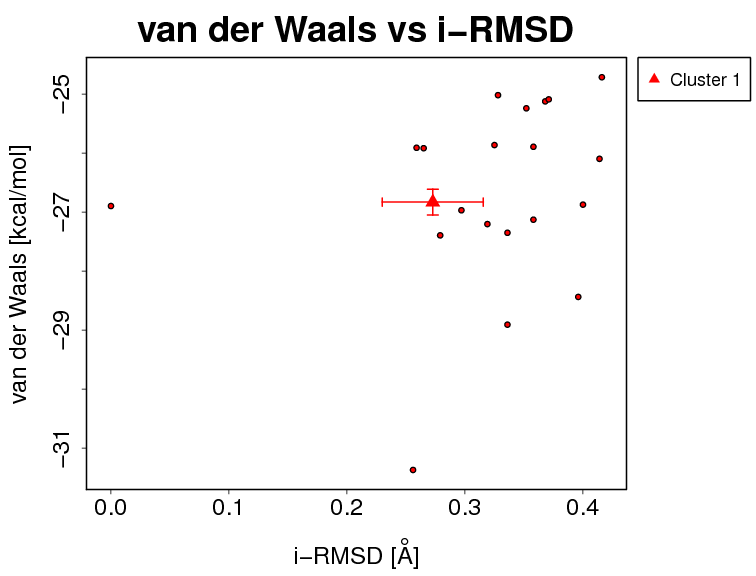 van der Waals vs i−RMSD
Cluster 1
van der Waals [kcal/mol]
−25
−27
−29
−31
0.0 0.1 0.2 0.3 0.4
i−RMSD [Å]